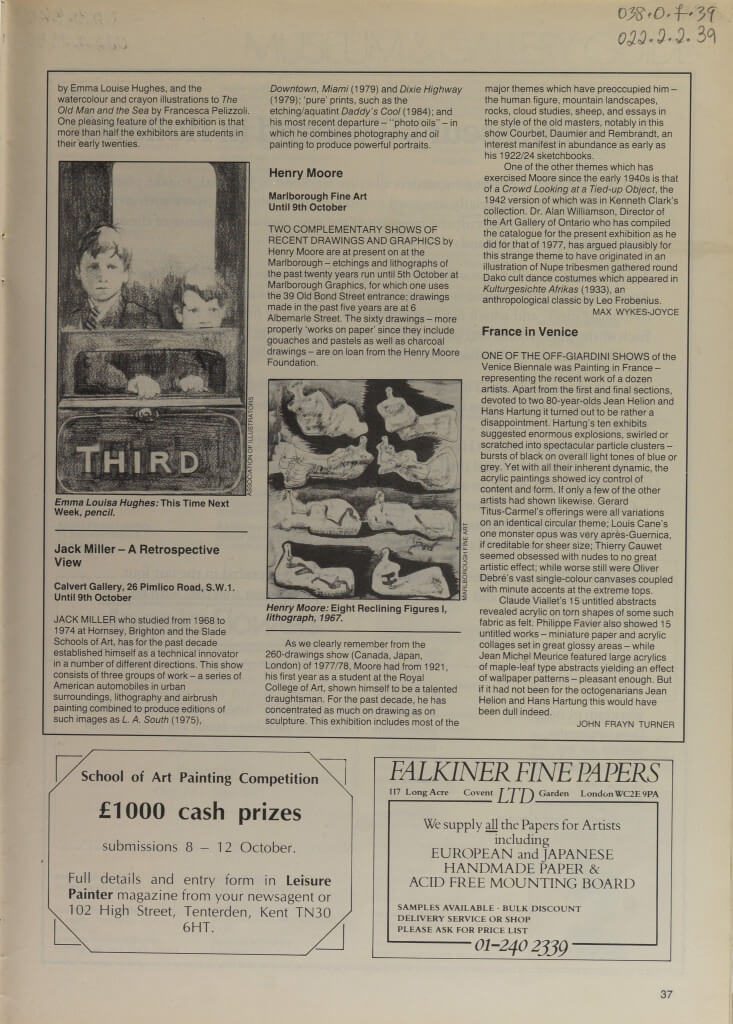 038.0.7.39
022.2.2.39
by Emma Louise Hughes, and the
watercolour and crayon illustrations to The
Old Man and the Sea by Francesca Pelizzoli.
One pleasing feature of the exhibition is that
more than half the exhibitors are students in
their early twenties.
THIRD
ASSOCIATION OF ILLUSTRATORS
Emma Louisa Hughes: This Time Next
Week, pencil.
Jack Miller – A Retrospective
View
Calvert Gallery, 26 Pimlico Road, S.W.1.
Until 9th October
JACK MILLER who studied from 1968 to
1974 at Hornsey, Brighton and the Slade
Schools of Art, has for the past decade
established himself as a technical innovator
in a number of different directions. This show
consists of three groups of work – a series of
American automobiles in urban
surroundings, lithography and airbrush
painting combined to produce editions of
such images as L.A. South (1975),
Downtown, Miami (1979) and Dixie Highway
(1979); 'pure' prints, such as the
etching/aquatint Daddy's Cool (1984); and
his most recent departure – "photo oils" – in
which he combines photography and oil
painting to produce powerful portraits.
Henry Moore
Marlborough Fine Art
Until 9th October
TWO COMPLEMENTARY SHOWS OF
RECENT DRAWINGS AND GRAPHICS by
Henry Moore are at present on at the
Marlborough – etchings and lithographs of
the past twenty years run until 5th October at
Marlborough Graphics, for which one uses
the 39 Old Bond Street entrance: drawings
made in the past five years are at 6
Albemarle Street. The sixty drawings – more
properly 'works on paper' since they include
gouaches and pastels as well as charcoal
drawings – are on loan from the Henry Moore
Foundation.
MARLBOROUGH FINE ART
Henry Moore: Eight Reclining Figures I,
lithograph, 1967.
As we clearly remember from the
260-drawings show (Canada, Japan,
London) of 1977/78, Moore had from 1921,
his first year as a student at the Royal
College of Art, shown himself to be a talented
draughtsman. For the past decade, he has
concentrated as much on drawing as on
sculpture. This exhibition includes most of the
major themes which have preoccupied him –
the human figure, mountain landscapes,
rocks, cloud studies, sheep, and essays in
the style of the old masters, notably in this
show Courbet, Daumier and Rembrandt, an
interest manifest in abundance as early as
his 1922/24 sketchbooks.
One of the other themes which has
exercised Moore since the early 1940s is that
of a Crowd Looking at a Tied-up Object, the
1942 version of which was in Kenneth Clark's
collection. Dr. Alan Williamson, Director of
the Art Gallery of Ontario who has compiled
the catalogue for the present exhibition as he
did for that of 1977, has argued plausibly for
this strange theme to have originated in an
illustration of Nupe tribesmen gathered round
Dako cult dance costumes which appeared in
Kulturgesichte Afrikas (1933), an
anthropological classic by Leo Frobenius.
MAX WYKES-JOYCE
France in Venice
ONE OF THE OFF-GIARDINI SHOWS of the
Venice Biennale was Painting in France –
representing the recent work of a dozen
artists. Apart from the first and final sections,
devoted to two 80-year-olds Jean Helion and
Hans Hartung it turned out to be rather a
disappointment. Hartung's ten exhibits
suggested enormous explosions, swirled or
scratched into spectacular particle clusters –
bursts of black on overall light tones of blue or
grey. Yet with all their inherent dynamic, the
acrylic paintings showed icy control of
content and form. If only a few of the other
artists had shown likewise. Gerard
Titus-Carmel's offerings were all variations
on an identical circular theme; Louis Cane's
one monster opus was very après-Guernica,
if creditable for sheer size; Thierry Cauwet
seemed obsessed with nudes to no great
artistic effect; while worse still were Oliver
Debré's vast single-colour canvases coupled
with minute accents at the extreme tops.
Claude Viallet's 15 untitled abstracts
revealed acrylic on torn shapes of some such
fabric as felt. Philippe Favier also showed 15
untitled works – miniature paper and acrylic
collages set in great glossy areas – while
Jean Michel Meurice featured large acrylics
of maple-leaf type abstracts yielding an effect
of wallpaper patterns – pleasant enough. But
if it had not been for the octogenarians Jean
Helion and Hans Hartung this would have
been dull indeed.
JOHN FRAYN TURNER
School of Art Painting Competition
£1000 cash prizes
submissions 8 – 12 October.
Full details and entry form in Leisure
Painter magazine from your newsagent or
102 High Street, Tenterden, Kent TN30
6HT.
FALKINER FINE PAPERS
117 Long Acre Covent LTD Garden London WC2E 9PA
We supply all the Papers for Artists
including
EUROPEAN and JAPANESE
HANDMADE PAPER &
ACID FREE MOUNTING BOARD
SAMPLES AVAILABLE · BULK DISCOUNT
DELIVERY SERVICE OR SHOP
PLEASE ASK FOR PRICE LIST
01-240 2339
37